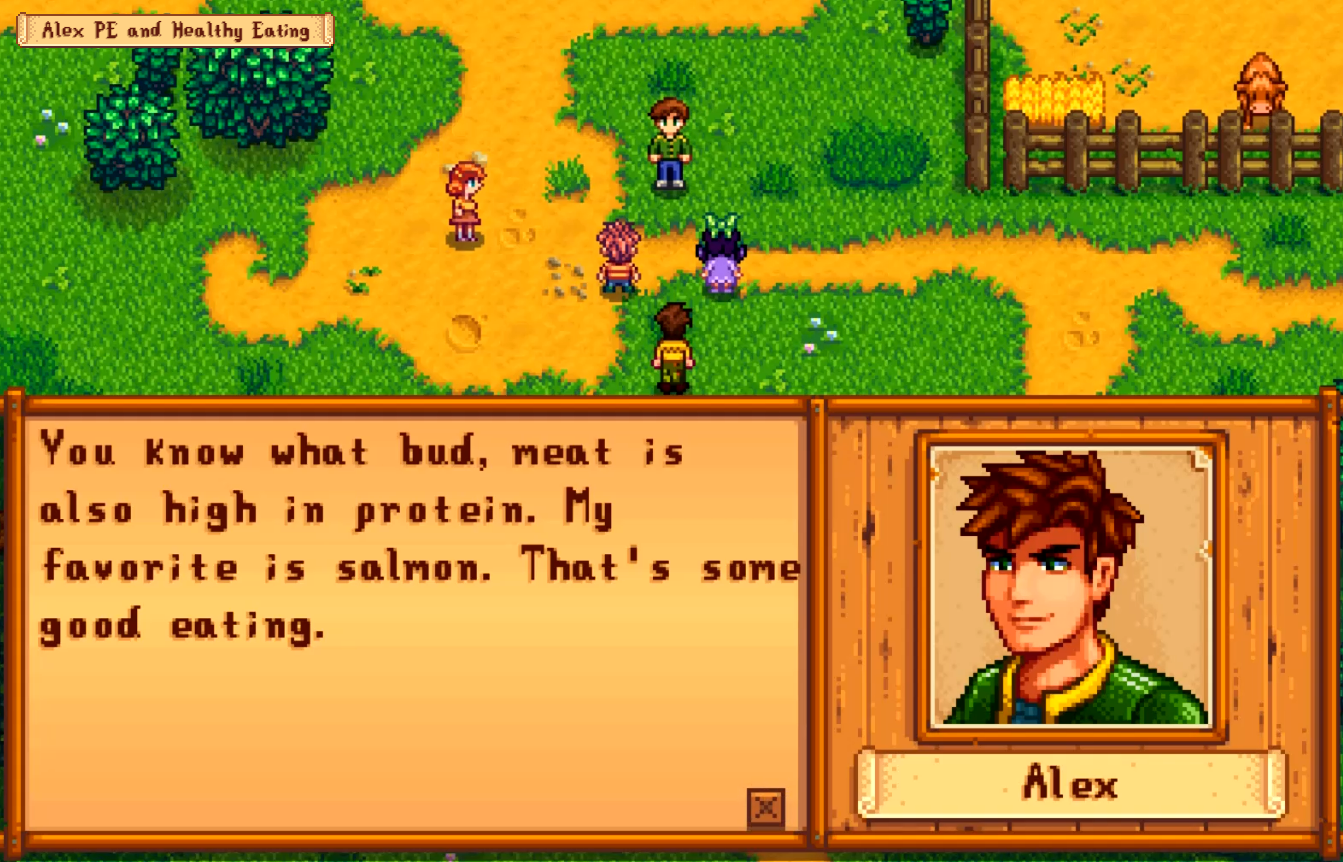 Alex PE and Healthy Eating
You know what bud, meat is
also high in protein. My
favorite is salmon. That's some
good eating.
Alex